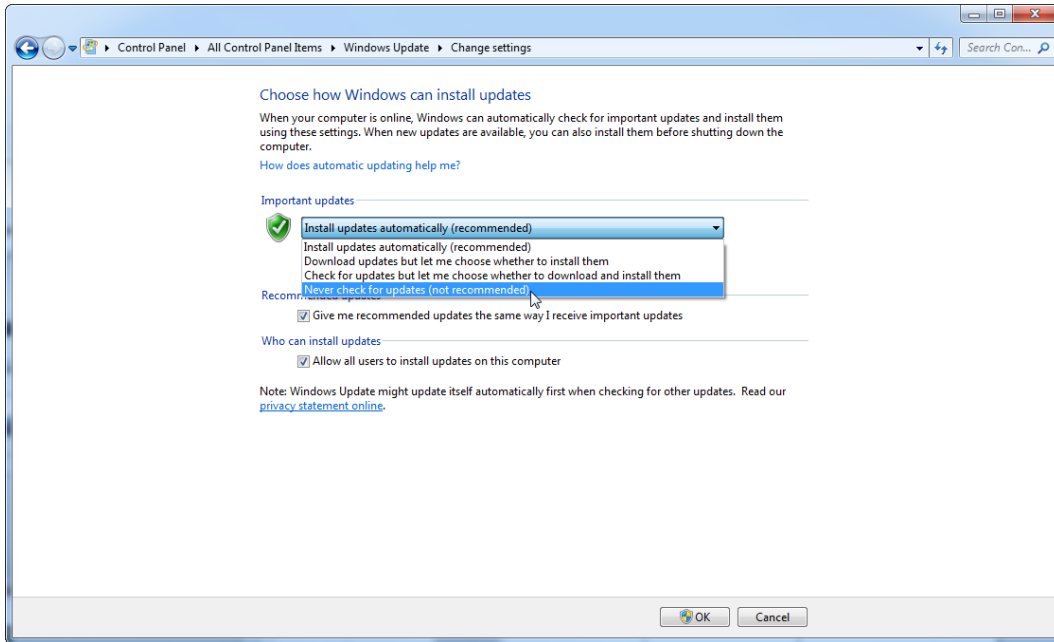 Control Panel ▸ All Control Panel Items ▸ Windows Update ▸ Change settings
Search Con...
Choose how Windows can install updates
When your computer is online, Windows can automatically check for important updates and install them
using these settings. When new updates are available, you can also install them before shutting down the
computer.
How does automatic updating help me?
Important updates
Install updates automatically (recommended)
Install updates automatically (recommended)
Download updates but let me choose whether to install them
Check for updates but let me choose whether to download and install them
Never check for updates (not recommended)
Recommended updates
Give me recommended updates the same way I receive important updates
Who can install updates
Allow all users to install updates on this computer
Note: Windows Update might update itself automatically first when checking for other updates. Read our
privacy statement online.
OK
Cancel